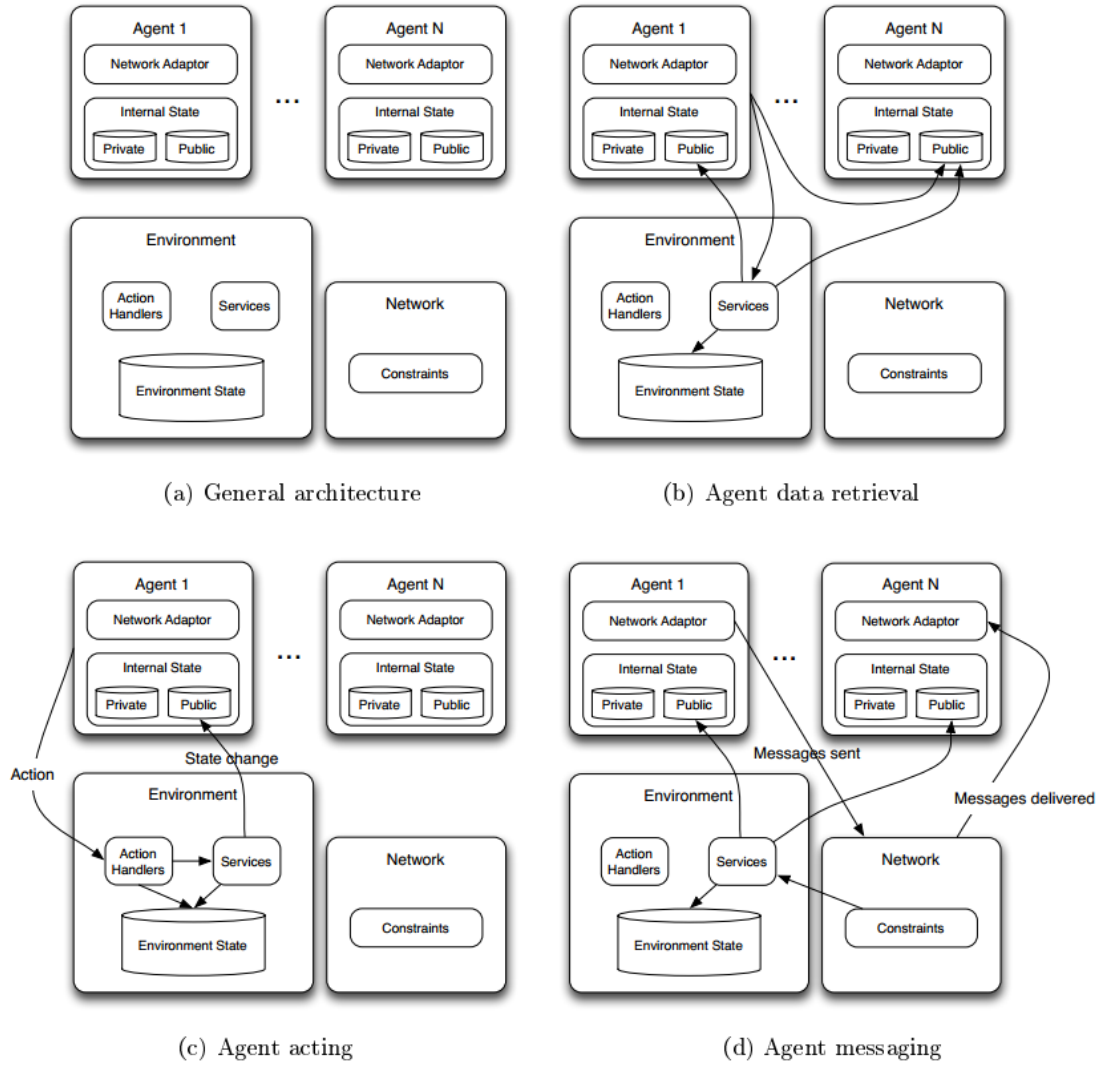 Agent 1
Network Adaptor
Internal State
Private Public
...
Agent N
Network Adaptor
Internal State
Private Public
Environment
Action
Handlers
Services
Environment State
Network
Constraints
(a) General architecture
Agent 1
Network Adaptor
Internal State
Private Public
...
Agent N
Network Adaptor
Internal State
Private Public
Environment
Action
Handlers
Services
Environment State
Network
Constraints
(b) Agent data retrieval
Agent 1
Network Adaptor
Internal State
Private Public
...
Agent N
Network Adaptor
Internal State
Private Public
State change
Action
Environment
Action
Handlers
Services
Environment State
Network
Constraints
(c) Agent acting
Agent 1
Network Adaptor
Internal State
Private Public
...
Agent N
Network Adaptor
Internal State
Private Public
Messages sent
Messages delivered
Environment
Action
Handlers
Services
Environment State
Network
Constraints
(d) Agent messaging